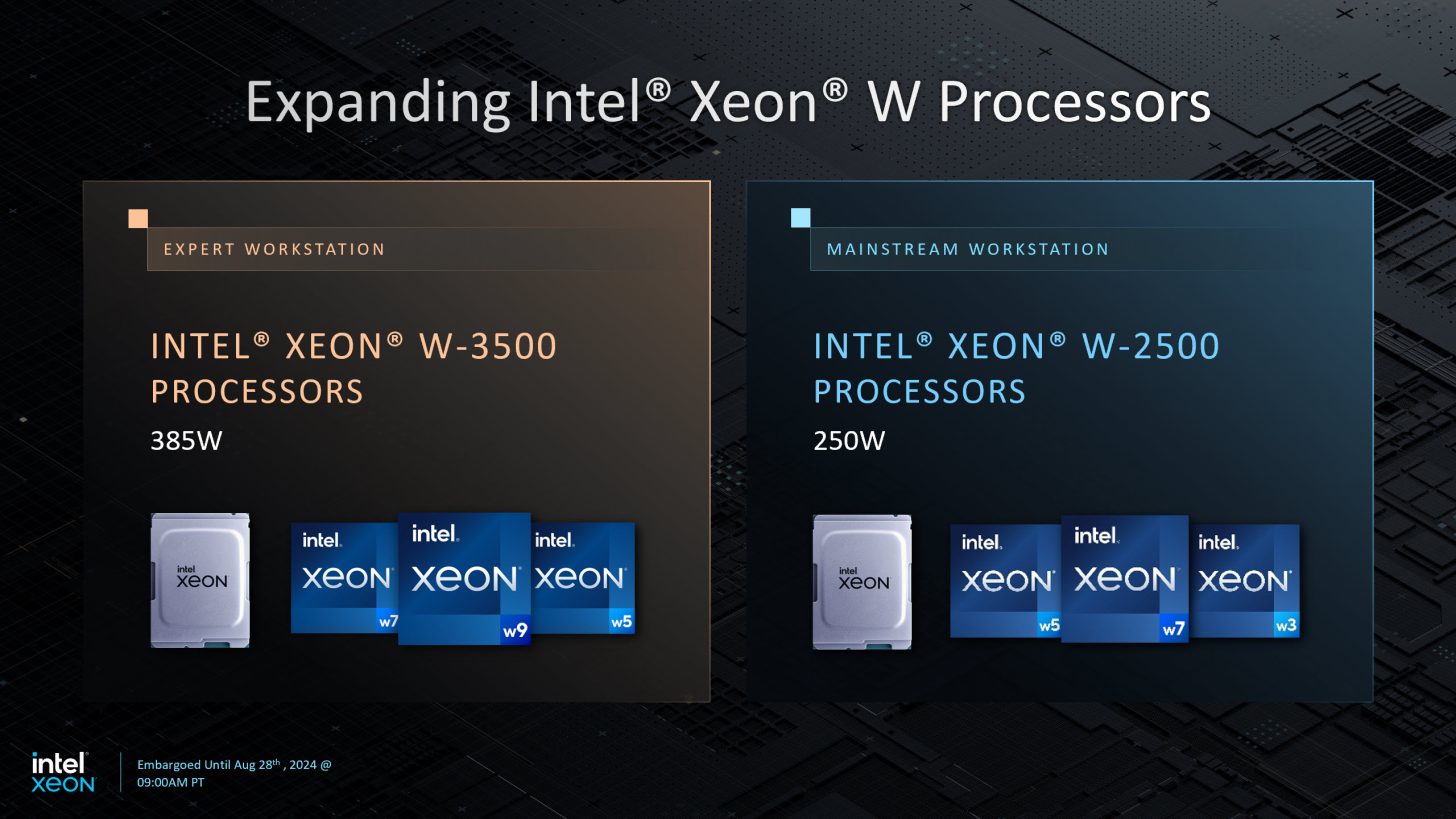 Expanding Intel® Xeon® W Processors
EXPERT WORKSTATION
INTEL® XEON® W-3500
PROCESSORS
385W
intel
XEON
intel.
xeon
w7
intel.
xeon
w9
intel.
xeon
w5
MAINSTREAM WORKSTATION
INTEL® XEON® W-2500
PROCESSORS
250W
intel
XEON
intel.
xeon
w5
intel.
xeon
w7
intel.
xeon
w3
intel
xeon
Embargoed Until Aug 28th , 2024 @
09:00AM PT